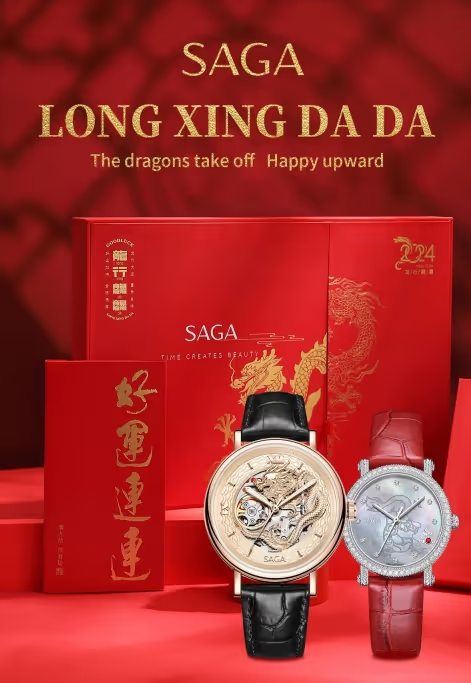 SAGA
LONG XING DA DA
The dragons take off Happy upward
GOODLUCK
龍行龘龘
2024
SAGA
TIME CREATES BEAUTY
好運連連
SAGA